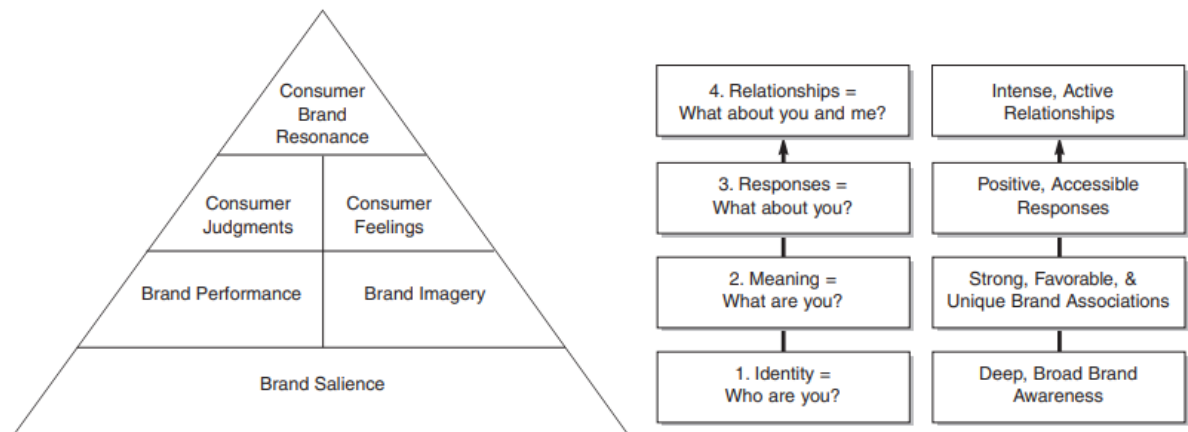 Consumer
Brand
Resonance
Consumer
Judgments
Consumer
Feelings
Brand Performance
Brand Imagery
Brand Salience
4. Relationships =
What about you and me?
Intense, Active
Relationships
3. Responses =
What about you?
Positive, Accessible
Responses
2. Meaning =
What are you?
Strong, Favorable, &
Unique Brand Associations
1. Identity =
Who are you?
Deep, Broad Brand
Awareness